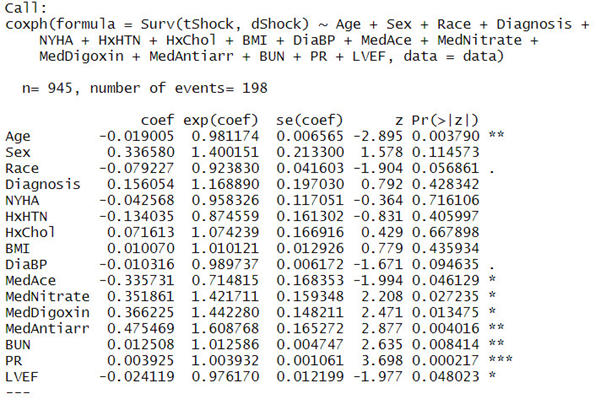 Call:
coxph(formula = Surv(tShock, dShock) ~ Age + Sex + Race + Diagnosis +
    NYHA + HxHTN + HxChol + BMI + DiaBP + MedAce + MedNitrate +
    MedDigoxin + MedAntiarr + BUN + PR + LVEF, data = data)
  n= 945, number of events= 198
coef exp(coef) se(coef) z Pr(>|z|)
Age -0.019005 0.981174 0.006565 -2.895 0.003790 **
Sex 0.336580 1.400151 0.213300 1.578 0.114573
Race -0.079227 0.923830 0.041603 -1.904 0.056861 .
Diagnosis 0.156054 1.168890 0.197030 0.792 0.428342
NYHA -0.042568 0.958326 0.117051 -0.364 0.716106
HxHTN -0.134035 0.874559 0.161302 -0.831 0.405997
HxChol 0.071613 1.074239 0.166916 0.429 0.667898
BMI 0.010070 1.010121 0.012926 0.779 0.435934
DiaBP -0.010316 0.989737 0.006172 -1.671 0.094635 .
MedAce -0.335731 0.714815 0.168353 -1.994 0.046129 *
MedNitrate 0.351861 1.421711 0.159348 2.208 0.027235 *
MedDigoxin 0.366225 1.442280 0.148211 2.471 0.013475 *
MedAntiarr 0.475469 1.608768 0.165272 2.877 0.004016 **
BUN 0.012508 1.012586 0.004747 2.635 0.008414 **
PR 0.003925 1.003932 0.001061 3.698 0.000217 ***
LVEF -0.024119 0.976170 0.012199 -1.977 0.048023 *
---